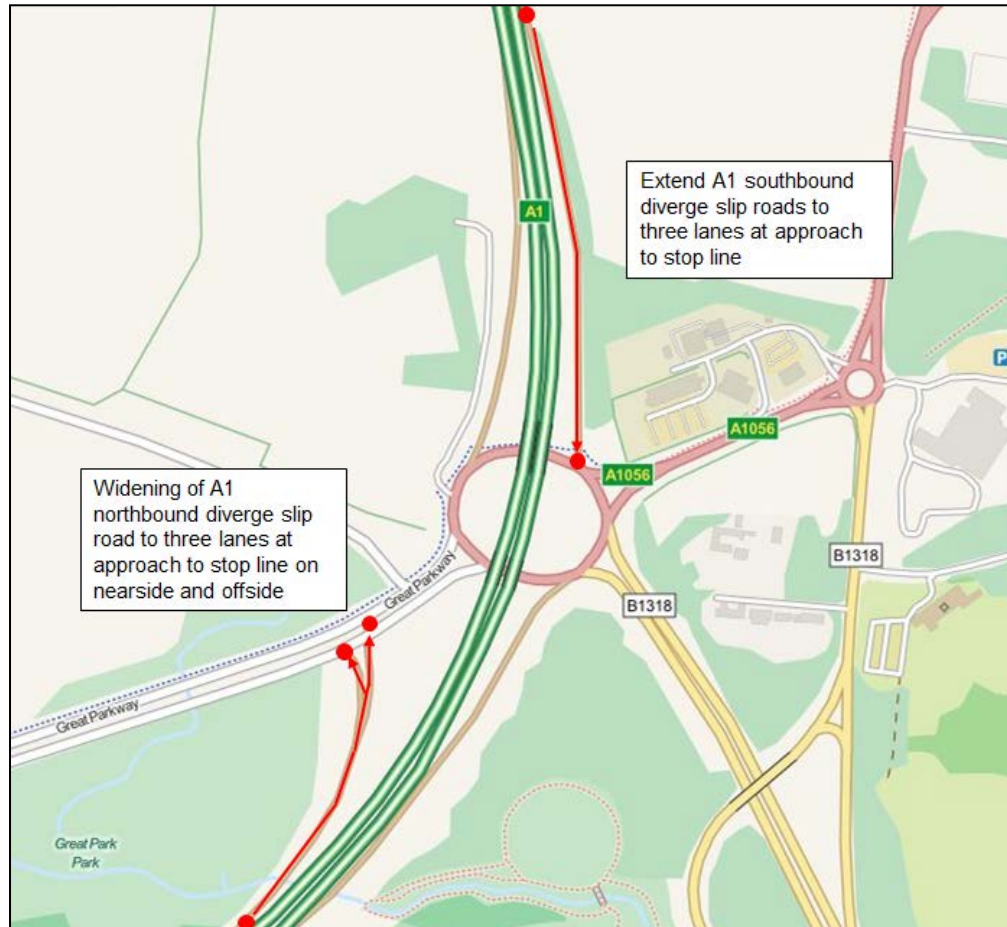 A1
Extend A1 southbound
diverge slip roads to
three lanes at approach
to stop line
P
A1056
A1056
Widening of A1
northbound diverge slip
road to three lanes at
approach to stop line on
nearside and offside
Great Parkway
B1318
B1318
Great Parkway
Great Park
Park